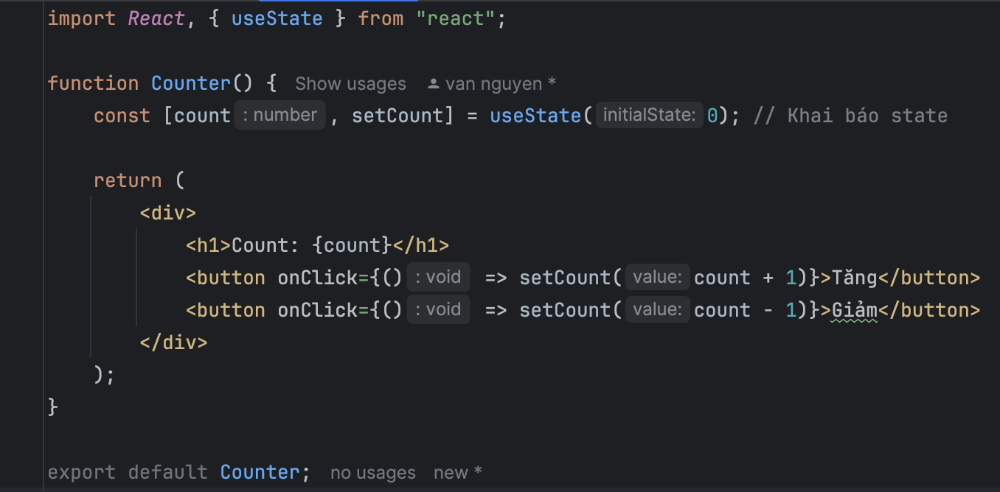 import React, { useState } from "react";
function Counter() { Show usages van nguyen *
const [count : number , setCount] = useState( initialState: 0); // Khai báo state
return (
<div>
<h1>Count: {count}</h1>
<button onClick={() : void => setCount( value: count + 1)}>Tăng</button>
<button onClick={() : void => setCount( value: count - 1)}>Giảm</button>
</div>
);
}
export default Counter; no usages new *